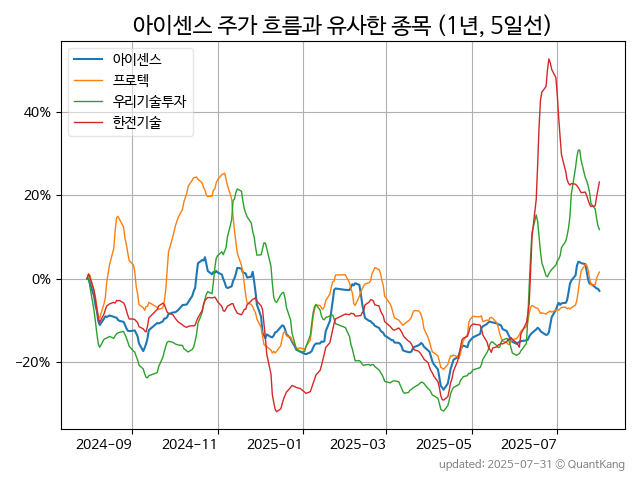 아이센스 주가 흐름과 유사한 종목 (1년, 5일선)
아이센스
프로텍
우리기술투자
한전기술
40%
20%
0%
−20%
2024-09 2024-11 2025-01 2025-03 2025-05 2025-07
updated: 2025-07-31 © QuantKang